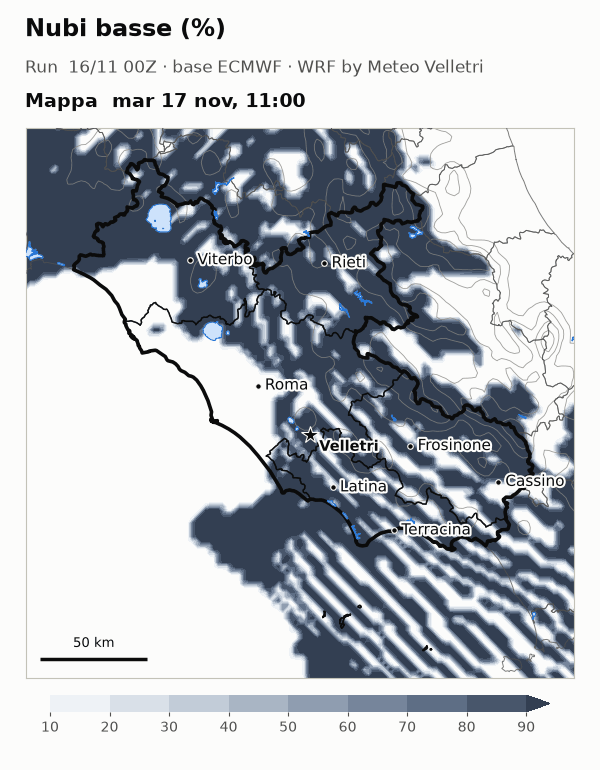 Nubi basse (%)
Run  16/11 00Z · base ECMWF · WRF by Meteo Velletri
Mappa  mar 17 nov, 11:00
Viterbo
Rieti
Roma
Velletri
Frosinone
Cassino
Latina
Terracina
50 km
10 20 30 40 50 60 70 80 90